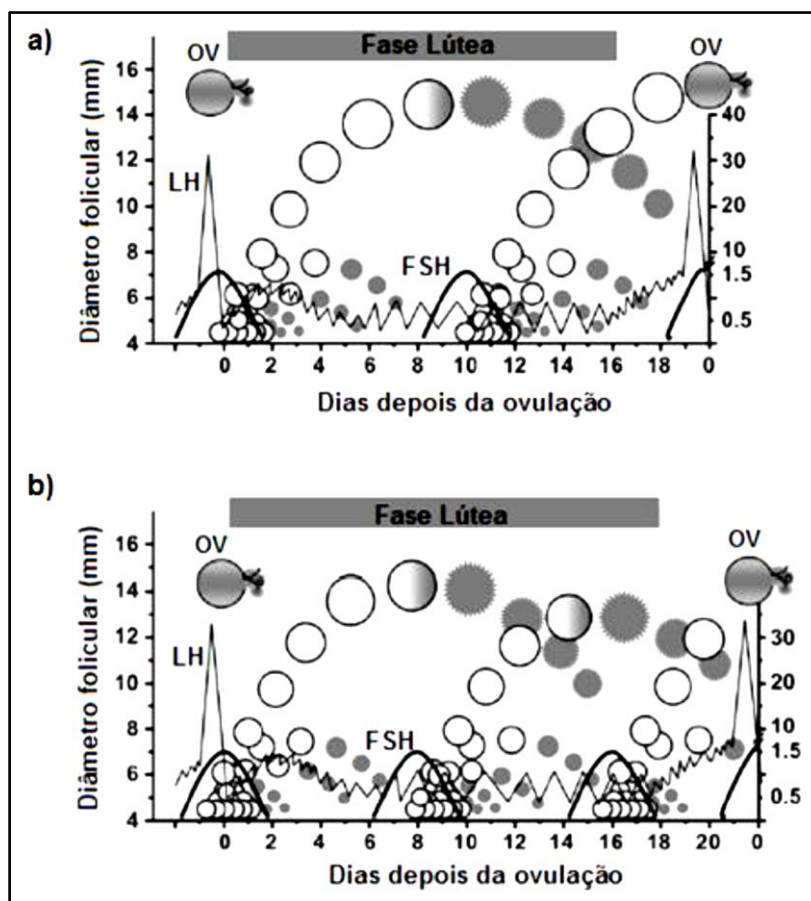 a)
Fase Lútea
OV
OV
Diâmetro folicular (mm)
16
14
12
10
8
6
4
LH
FSH
40
30
20
10
1.5
0.5
0 2 4 6 8 10 12 14 16 18 0
Dias depois da ovulação
b)
Fase Lútea
OV
OV
Diâmetro folicular (mm)
16
14
12
10
8
6
4
LH
FSH
30
20
10
1.5
0.5
0 2 4 6 8 10 12 14 16 18 20 0
Dias depois da ovulação